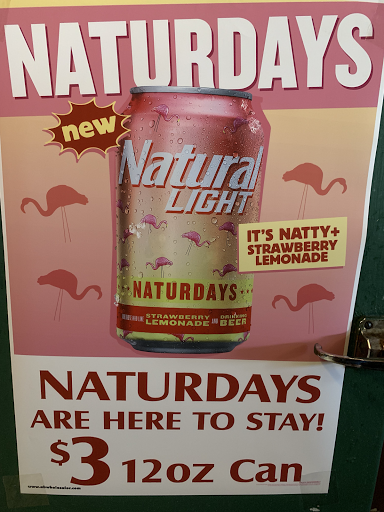 NATURDAYS
new
Natural
LIGHT
IT'S NATTY+
STRAWBERRY
LEMONADE
NATURDAYS
STRAWBERRY
LEMONADE
BEER
NATURDAYS
ARE HERE TO STAY!
$3 12oz Can